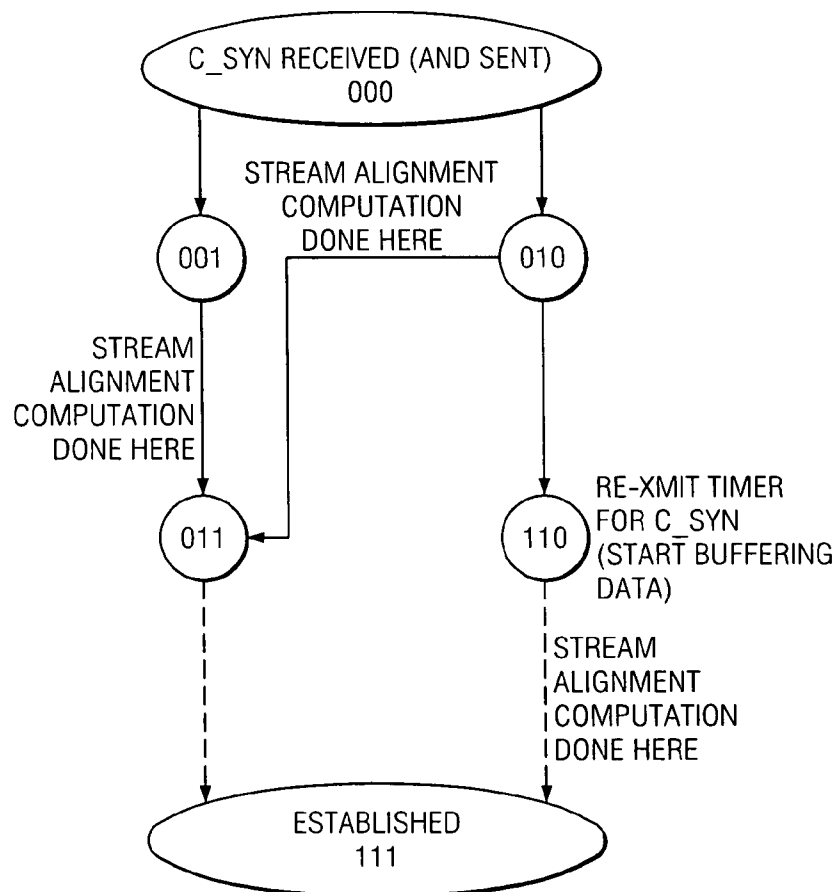 C_SYN RECEIVED (AND SENT)
000
STREAM ALIGNMENT
COMPUTATION
DONE HERE
001
010
STREAM
ALIGNMENT
COMPUTATION
DONE HERE
011
110
RE-XMIT TIMER
FOR C_SYN
(START BUFFERING
DATA)
STREAM
ALIGNMENT
COMPUTATION
DONE HERE
ESTABLISHED
111